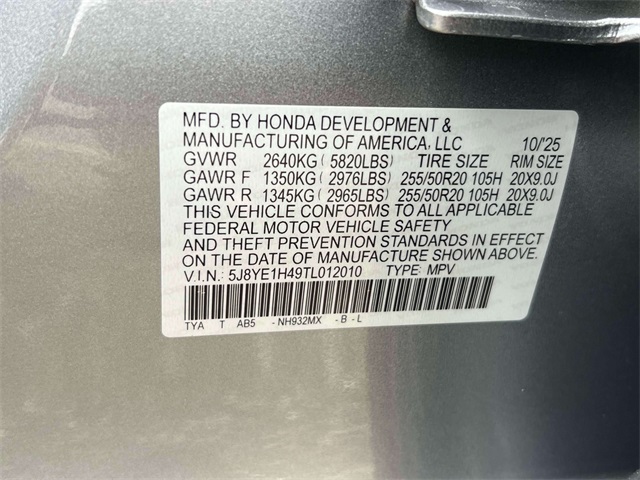 MFD. BY HONDA DEVELOPMENT &
MANUFACTURING OF AMERICA, LLC 10/'25
GVWR 2640KG ( 5820LBS) TIRE SIZE RIM SIZE
GAWR F 1350KG ( 2976LBS) 255/50R20 105H 20X9.0J
GAWR R 1345KG ( 2965LBS) 255/50R20 105H 20X9.0J
THIS VEHICLE CONFORMS TO ALL APPLICABLE
FEDERAL MOTOR VEHICLE SAFETY
AND THEFT PREVENTION STANDARDS IN EFFECT
ON THE DATE OF MANUFACTURE SHOWN ABOVE.
V.I.N.: 5J8YE1H49TL012010 TYPE: MPV
TYA T AB5 -NH932MX -B -L